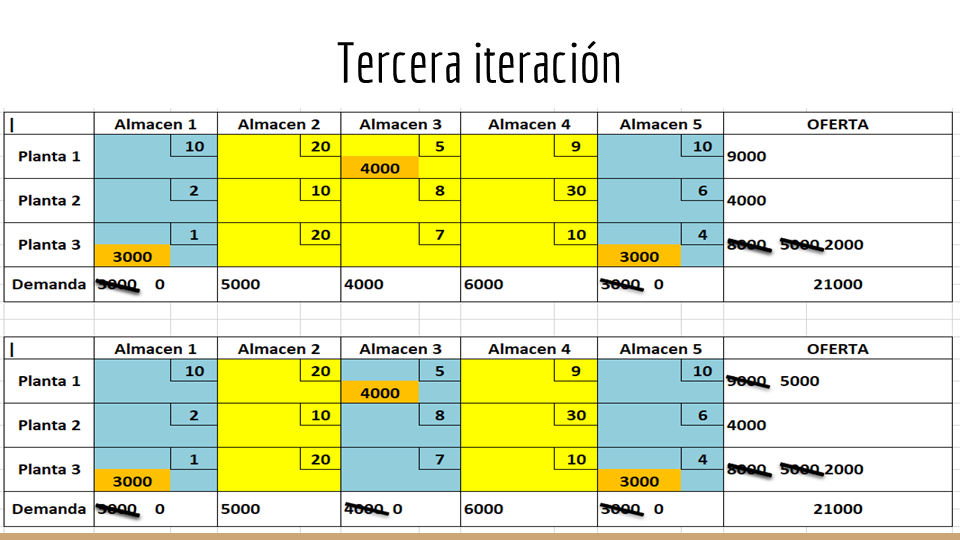 Tercera iteración
| Almacen 1 Almacen 2 Almacen 3 Almacen 4 Almacen 5 OFERTA
Planta 1 10 20 5 4000 9 10 9000
Planta 2 2 10 8 30 6 4000
Planta 3 1 3000 20 7 10 4 3000 8000 5000 2000
Demanda 3000 0 5000 4000 6000 3000 0 21000
| Almacen 1 Almacen 2 Almacen 3 Almacen 4 Almacen 5 OFERTA
Planta 1 10 20 5 4000 9 10 9000 5000
Planta 2 2 10 8 30 6 4000
Planta 3 1 3000 20 7 10 4 3000 8000 5000 2000
Demanda 3000 0 5000 4000 0 6000 3000 0 21000